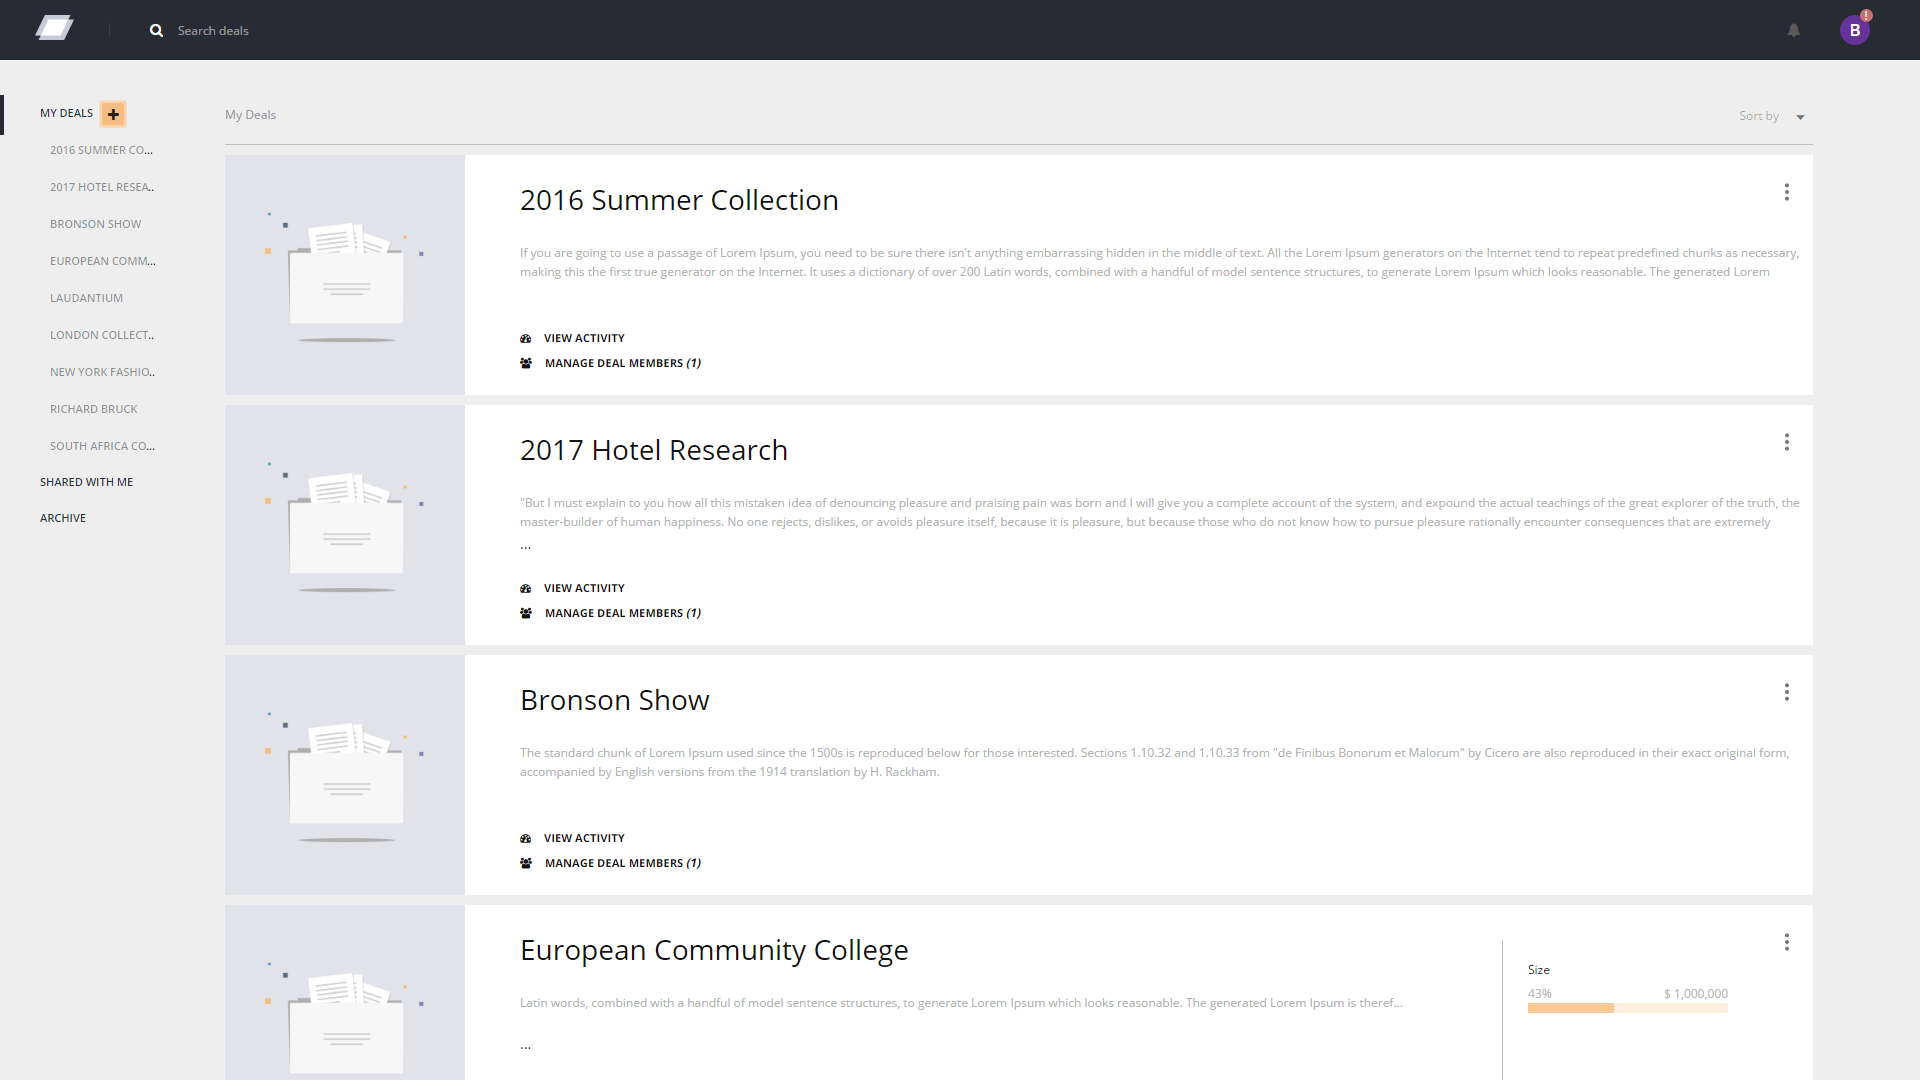 Search deals
B
!
MY DEALS
2016 SUMMER CO...
2017 HOTEL RESEA..
BRONSON SHOW
EUROPEAN COMM...
LAUDANTIUM
LONDON COLLECT..
NEW YORK FASHIO..
RICHARD BRUCK
SOUTH AFRICA CO...
SHARED WITH ME
ARCHIVE
My Deals
Sort by
2016 Summer Collection
If you are going to use a passage of Lorem Ipsum, you need to be sure there isn't anything embarrassing hidden in the middle of text. All the Lorem Ipsum generators on the Internet tend to repeat predefined chunks as necessary,
making this the first true generator on the Internet. It uses a dictionary of over 200 Latin words, combined with a handful of model sentence structures, to generate Lorem Ipsum which looks reasonable. The generated Lorem
VIEW ACTIVITY
MANAGE DEAL MEMBERS (1)
2017 Hotel Research
"But I must explain to you how all this mistaken idea of denouncing pleasure and praising pain was born and I will give you a complete account of the system, and expound the actual teachings of the great explorer of the truth, the
master-builder of human happiness. No one rejects, dislikes, or avoids pleasure itself, because it is pleasure, but because those who do not know how to pursue pleasure rationally encounter consequences that are extremely
...
VIEW ACTIVITY
MANAGE DEAL MEMBERS (1)
Bronson Show
The standard chunk of Lorem Ipsum used since the 1500s is reproduced below for those interested. Sections 1.10.32 and 1.10.33 from "de Finibus Bonorum et Malorum" by Cicero are also reproduced in their exact original form,
accompanied by English versions from the 1914 translation by H. Rackham.
VIEW ACTIVITY
MANAGE DEAL MEMBERS (1)
European Community College
Latin words, combined with a handful of model sentence structures, to generate Lorem Ipsum which looks reasonable. The generated Lorem Ipsum is theref...
...
Size
43% $ 1,000,000